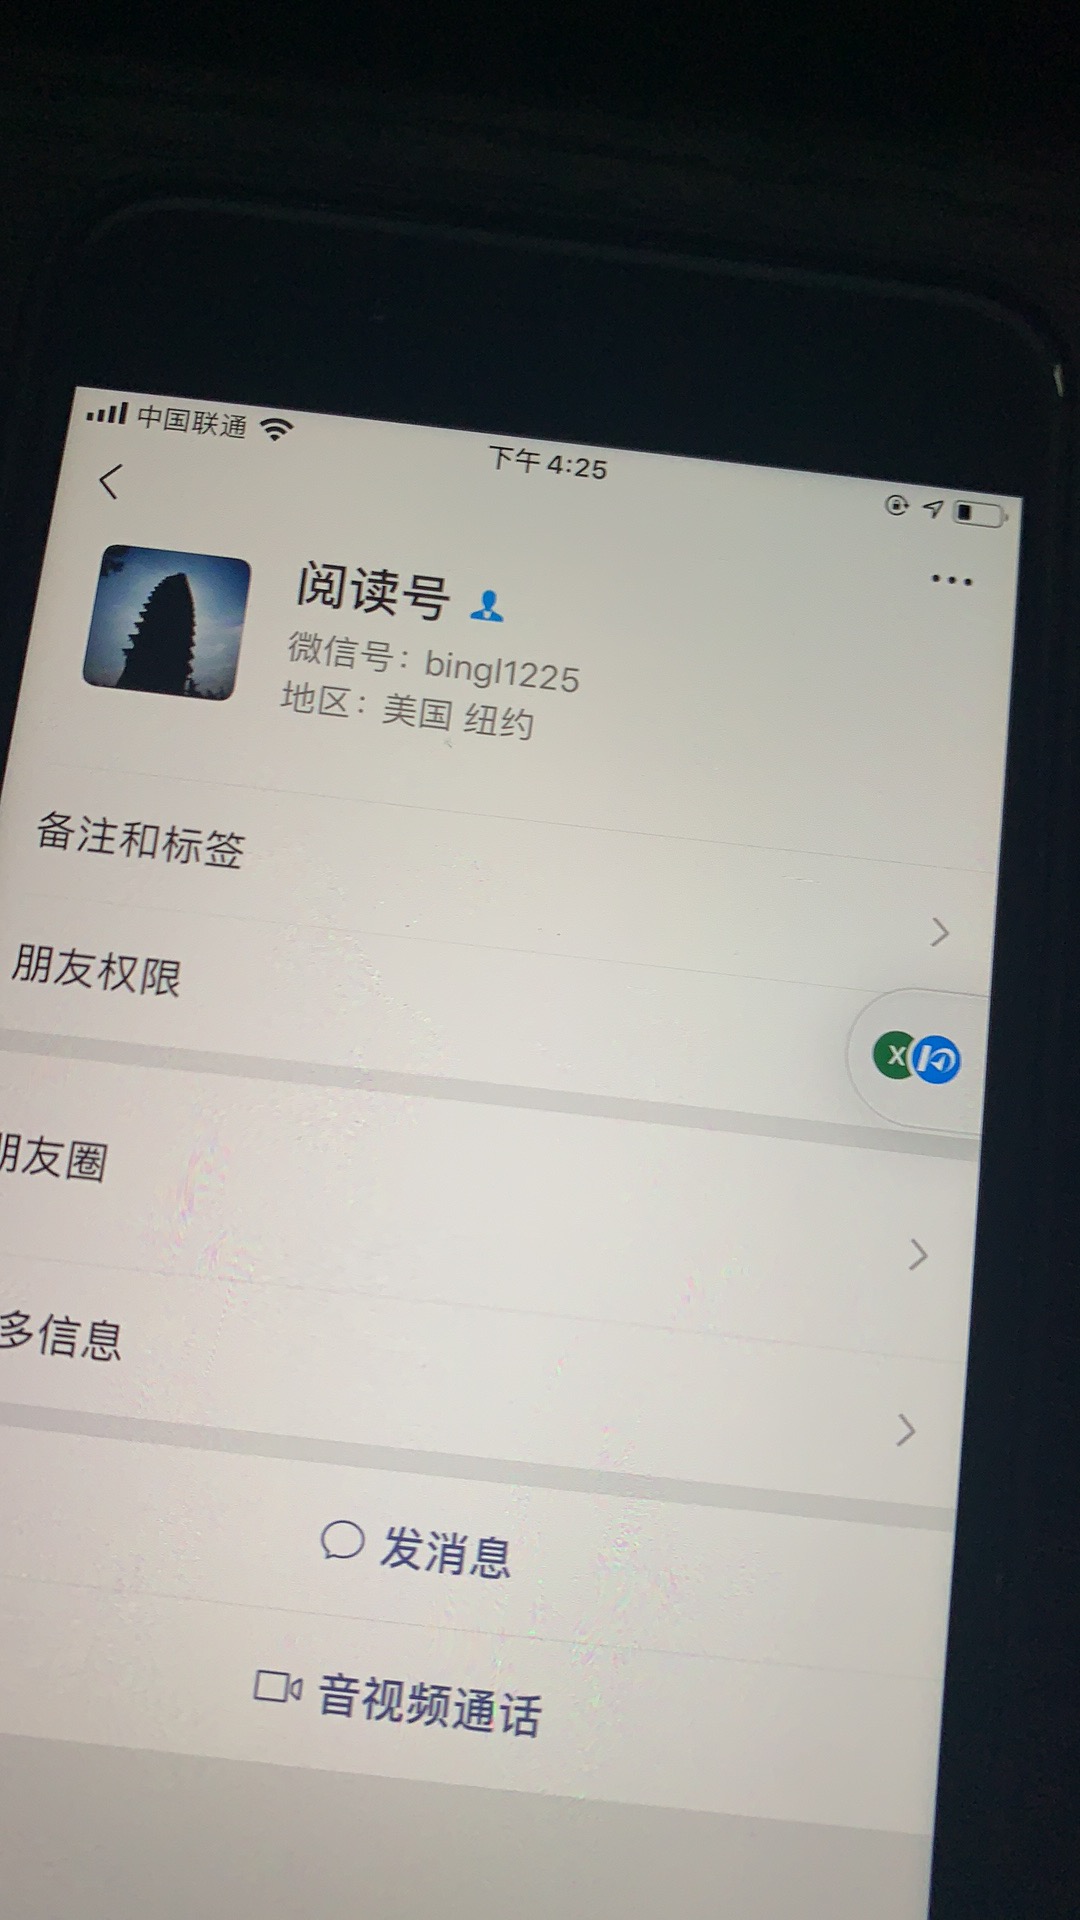 中国联通
下午4:25
阅读号
微信号：bingl1225
地区：美国 纽约
备注和标签
朋友权限
朋友圈
多信息
发消息
音视频通话